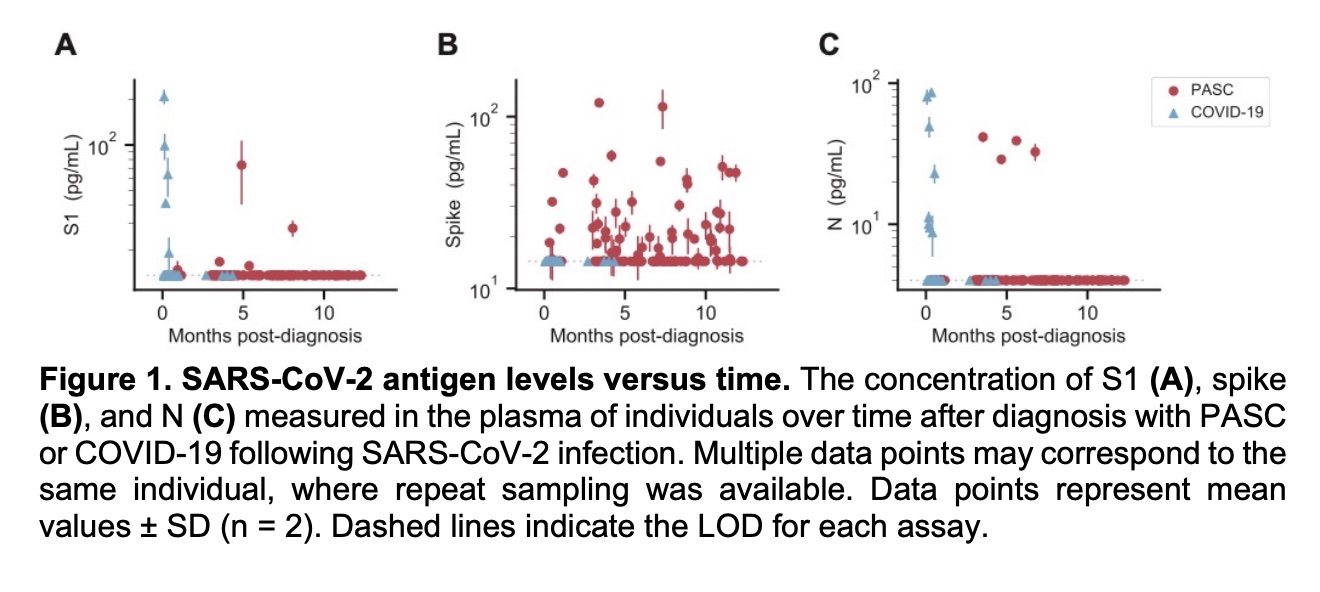 A
B
C
S1 (pg/mL)
10²
0 5 10
Months post-diagnosis
Spike (pg/mL)
10²
10¹
0 5 10
Months post-diagnosis
N (pg/mL)
10²
10¹
0 5 10
Months post-diagnosis
PASC
COVID-19
Figure 1. SARS-CoV-2 antigen levels versus time. The concentration of S1 (A), spike
(B), and N (C) measured in the plasma of individuals over time after diagnosis with PASC
or COVID-19 following SARS-CoV-2 infection. Multiple data points may correspond to the
same individual, where repeat sampling was available. Data points represent mean
values ± SD (n = 2). Dashed lines indicate the LOD for each assay.